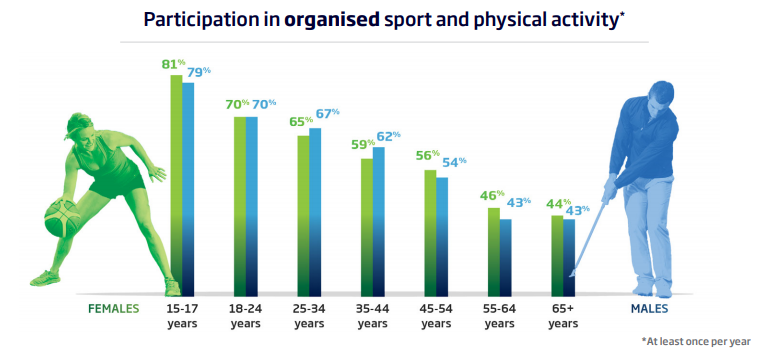 Participation in organised sport and physical activity*
81%
79%
70% 70%
65%
67%
59%
62%
56%
54%
46%
43%
44%
43%
FEMALES
15-17
years
18-24
years
25-34
years
35-44
years
45-54
years
55-64
years
65+
years
MALES
*At least once per year